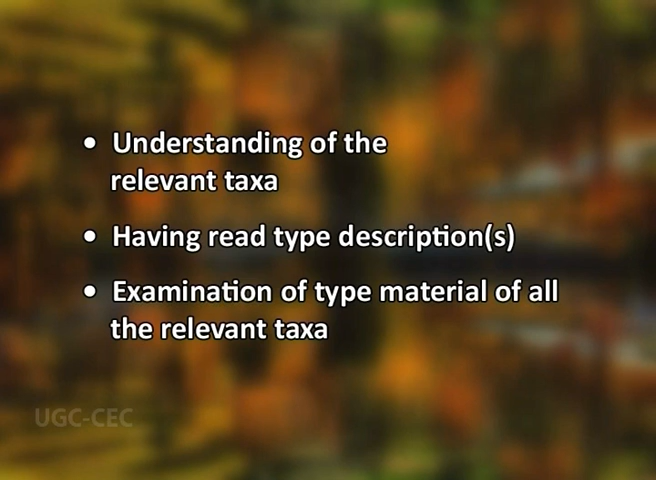 • Understanding of the
relevant taxa
• Having read type description(s)
• Examination of type material of all
the relevant taxa
UGC-CEC